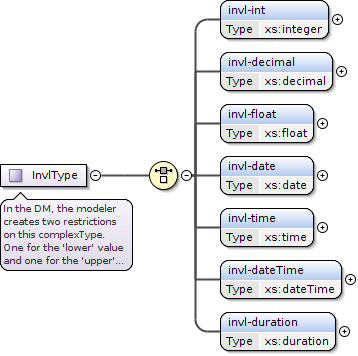 invl-int
Type xs:integer
invl-decimal
Type xs:decimal
invl-float
Type xs:float
invl-date
Type xs:date
InvlType
In the DM, the modeler
creates two restrictions
on this complexType.
One for the 'lower' value
and one for the 'upper'...
invl-time
Type xs:time
invl-dateTime
Type xs:dateTime
invl-duration
Type xs:duration